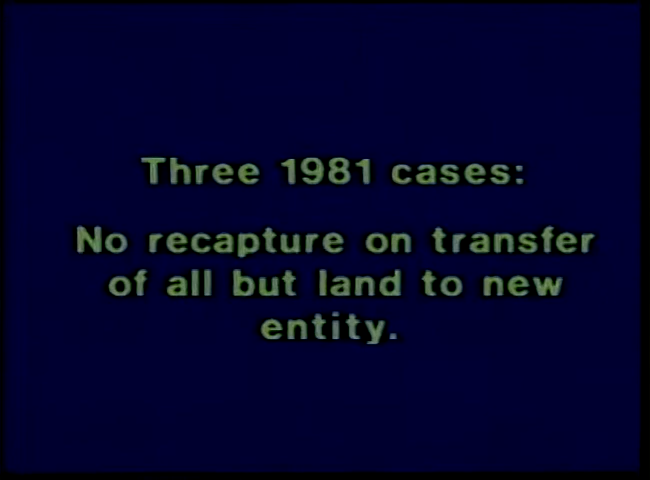 Three 1981 cases:
No recapture on transfer
of all but land to new
entity.